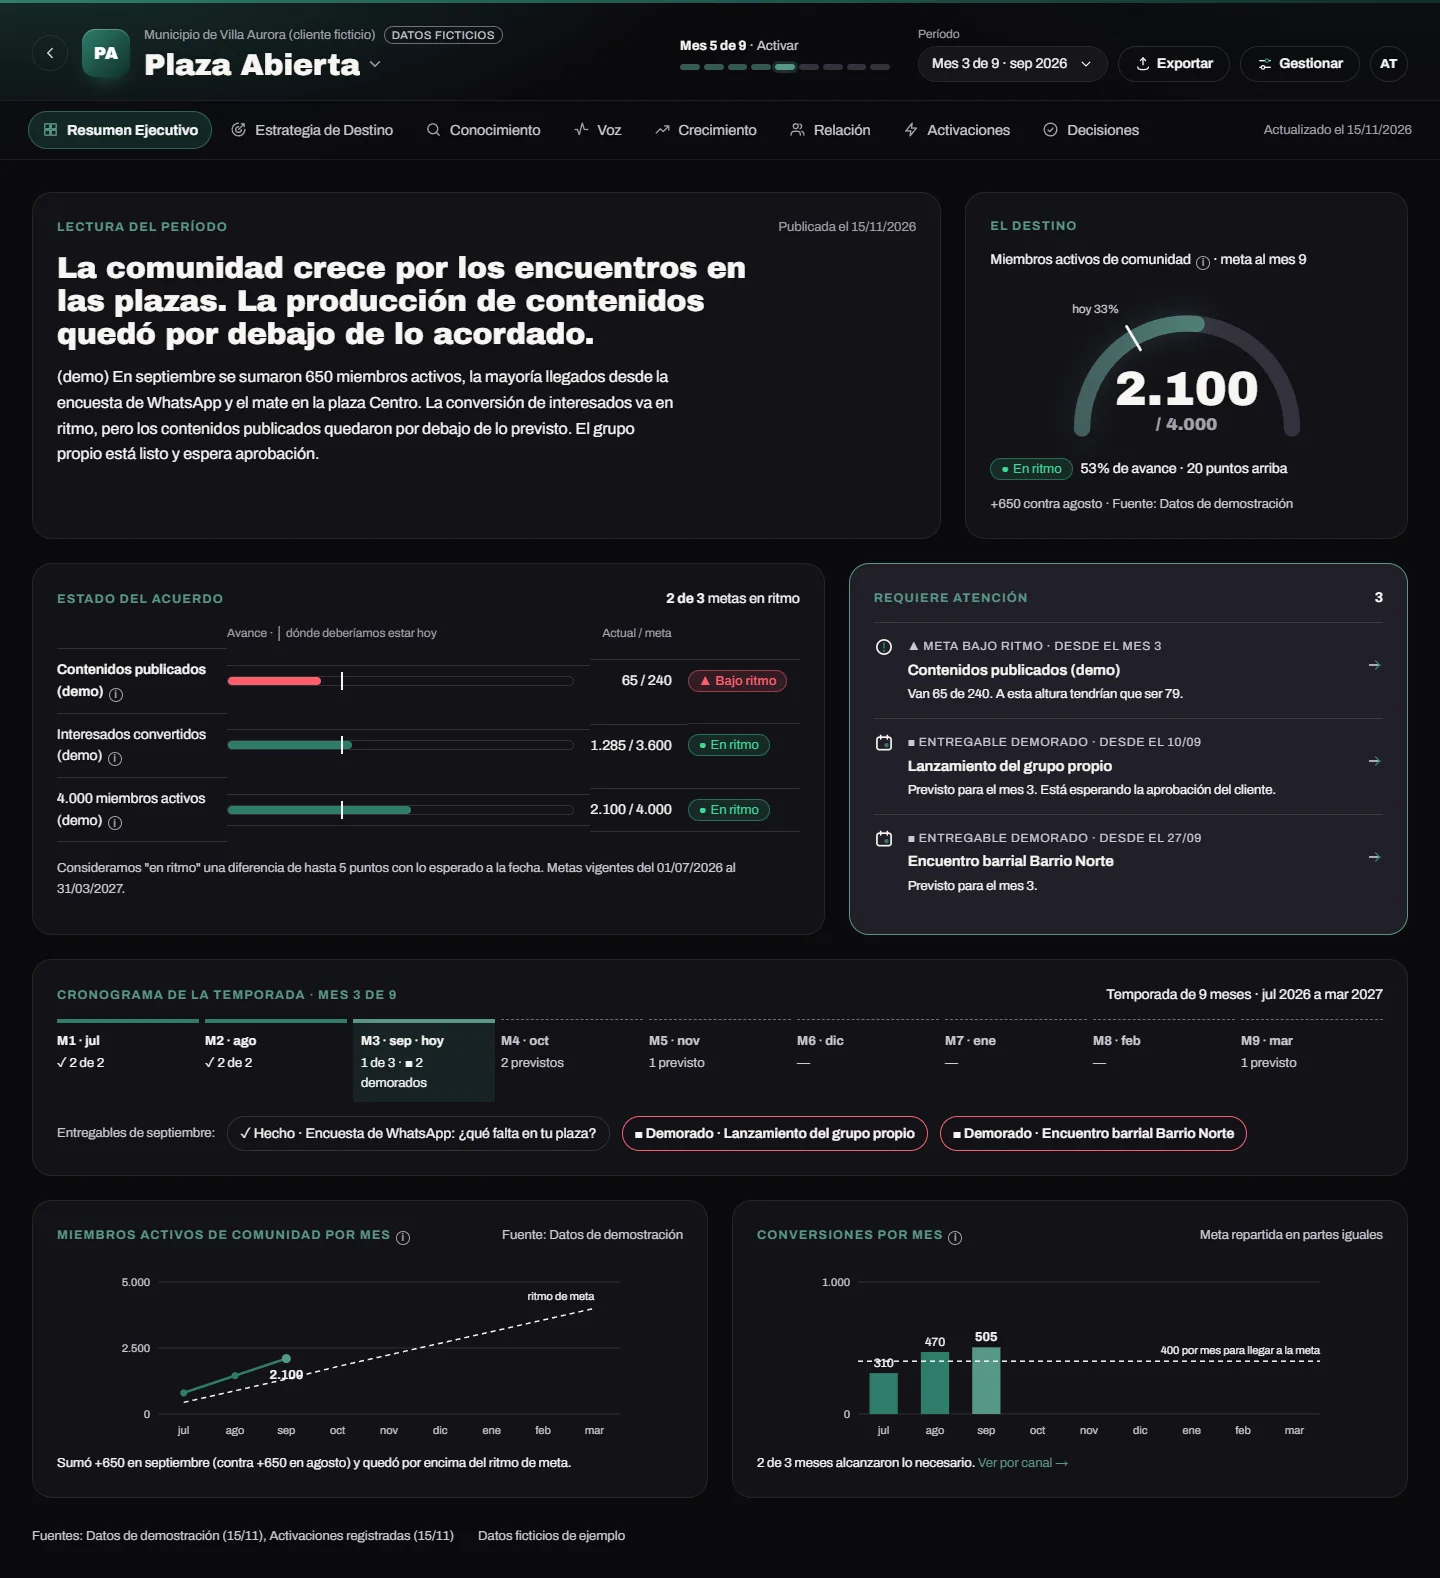 PA
Municipio de Villa Aurora (cliente ficticio)
DATOS FICTICIOS
Plaza Abierta
Mes 5 de 9 · Activar
Período
Mes 3 de 9 · sep 2026
Exportar
Gestionar
AT
Resumen Ejecutivo
Estrategia de Destino
Conocimiento
Voz
Crecimiento
Relación
Activaciones
Decisiones
Actualizado el 15/11/2026
LECTURA DEL PERÍODO
Publicada el 15/11/2026
La comunidad crece por los encuentros en
las plazas. La producción de contenidos
quedó por debajo de lo acordado.
(demo) En septiembre se sumaron 650 miembros activos, la mayoría llegados desde la
encuesta de WhatsApp y el mate en la plaza Centro. La conversión de interesados va en
ritmo, pero los contenidos publicados quedaron por debajo de lo previsto. El grupo
propio está listo y espera aprobación.
EL DESTINO
Miembros activos de comunidad ⓘ · meta al mes 9
hoy 33%
2.100
/ 4.000
● En ritmo
53% de avance · 20 puntos arriba
+650 contra agosto · Fuente: Datos de demostración
ESTADO DEL ACUERDO
2 de 3 metas en ritmo
Avance · | dónde deberíamos estar hoy
Actual / meta
Contenidos publicados
(demo) ⓘ
65 / 240
▲ Bajo ritmo
Interesados convertidos
(demo) ⓘ
1.285 / 3.600
● En ritmo
4.000 miembros activos
(demo) ⓘ
2.100 / 4.000
● En ritmo
Consideramos "en ritmo" una diferencia de hasta 5 puntos con lo esperado a la fecha. Metas vigentes del 01/07/2026 al
31/03/2027.
REQUIERE ATENCIÓN
3
▲ META BAJO RITMO · DESDE EL MES 3
Contenidos publicados (demo)
Van 65 de 240. A esta altura tendrían que ser 79.
■ ENTREGABLE DEMORADO · DESDE EL 10/09
Lanzamiento del grupo propio
Previsto para el mes 3. Está esperando la aprobación del cliente.
■ ENTREGABLE DEMORADO · DESDE EL 27/09
Encuentro barrial Barrio Norte
Previsto para el mes 3.
CRONOGRAMA DE LA TEMPORADA · MES 3 DE 9
Temporada de 9 meses · jul 2026 a mar 2027
M1 · jul
✓ 2 de 2
M2 · ago
✓ 2 de 2
M3 · sep · hoy
1 de 3 · ■ 2
demorados
M4 · oct
2 previstos
M5 · nov
1 previsto
M6 · dic
—
M7 · ene
—
M8 · feb
—
M9 · mar
1 previsto
Entregables de septiembre:
✓ Hecho · Encuesta de WhatsApp: ¿qué falta en tu plaza?
■ Demorado · Lanzamiento del grupo propio
■ Demorado · Encuentro barrial Barrio Norte
MIEMBROS ACTIVOS DE COMUNIDAD POR MES ⓘ
Fuente: Datos de demostración
5.000
2.500
0
ritmo de meta
2.100
jul ago sep oct nov dic ene feb mar
Sumó +650 en septiembre (contra +650 en agosto) y quedó por encima del ritmo de meta.
CONVERSIONES POR MES ⓘ
Meta repartida en partes iguales
1.000
0
310
470
505
400 por mes para llegar a la meta
jul ago sep oct nov dic ene feb mar
2 de 3 meses alcanzaron lo necesario. Ver por canal →
Fuentes: Datos de demostración (15/11), Activaciones registradas (15/11)
Datos ficticios de ejemplo